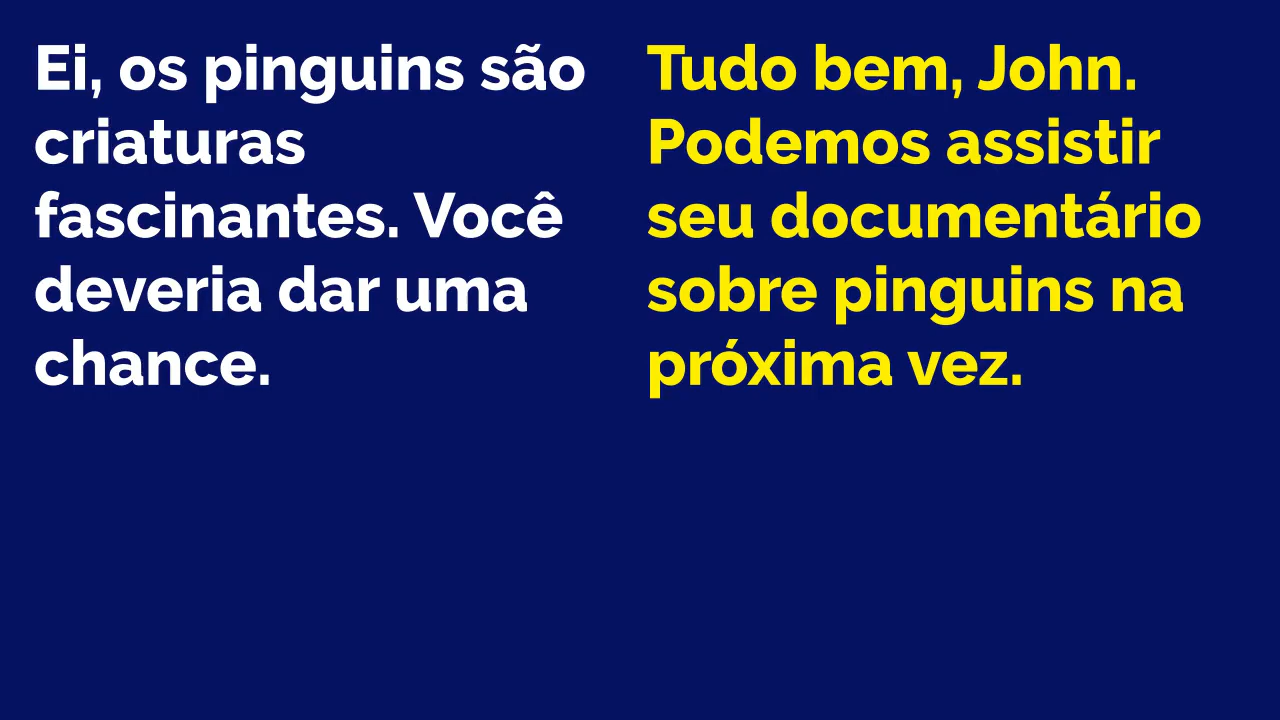 Ei, os pinguins são
criaturas
fascinantes. Você
deveria dar uma
chance.
Tudo bem, John.
Podemos assistir
seu documentário
sobre pinguins na
próxima vez.